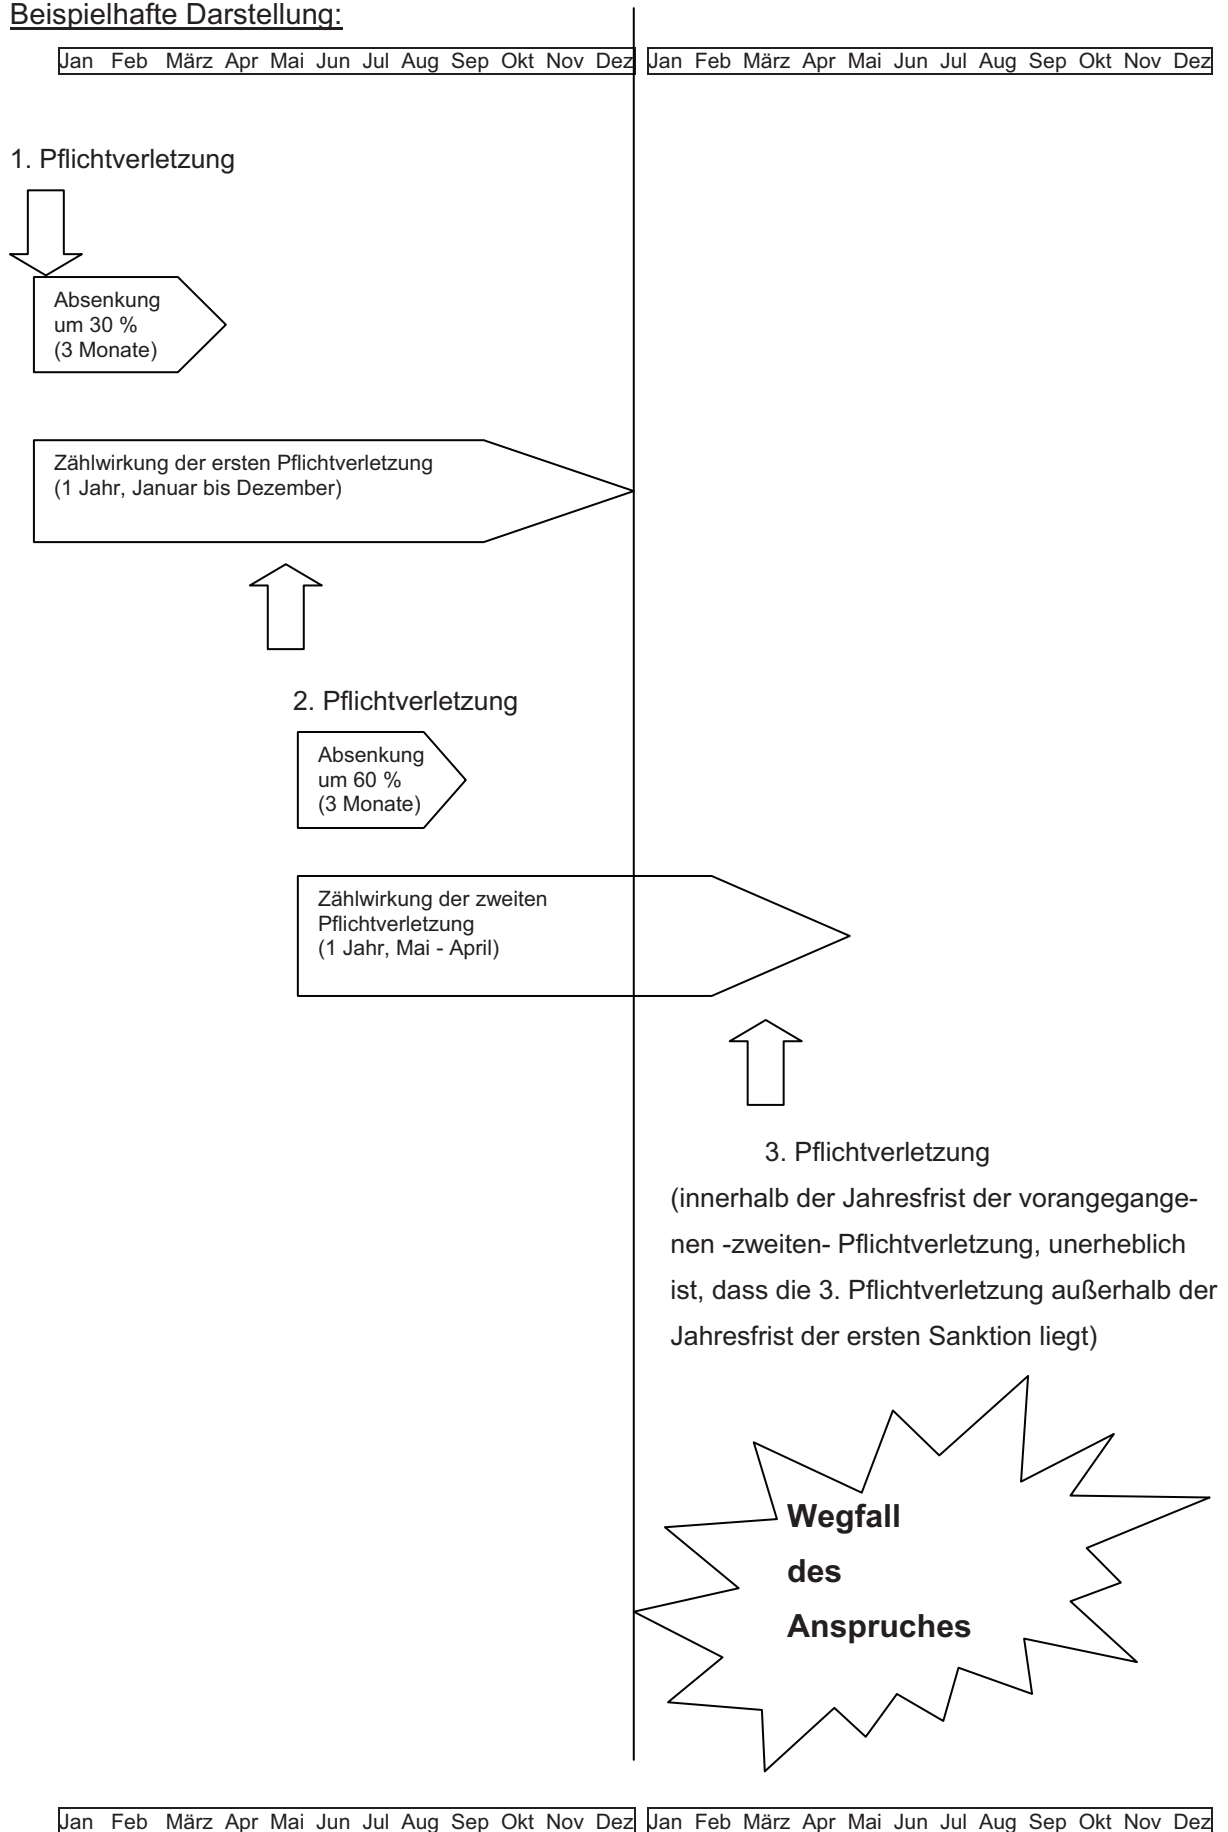 Beispielhafte Darstellung:
Jan Feb März Apr Mai Jun Jul Aug Sep Okt Nov Dez Jan Feb März Apr Mai Jun Jul Aug Sep Okt Nov Dez
1. Pflichtverletzung
Absenkung
um 30 %
(3 Monate)
Zählwirkung der ersten Pflichtverletzung
(1 Jahr, Januar bis Dezember)
2. Pflichtverletzung
Absenkung
um 60 %
(3 Monate)
Zählwirkung der zweiten
Pflichtverletzung
(1 Jahr, Mai - April)
3. Pflichtverletzung
(innerhalb der Jahresfrist der vorangegange-
nen -zweiten- Pflichtverletzung, unerheblich
ist, dass die 3. Pflichtverletzung außerhalb der
Jahresfrist der ersten Sanktion liegt)
Wegfall
des
Anspruches
Jan Feb März Apr Mai Jun Jul Aug Sep Okt Nov Dez Jan Feb März Apr Mai Jun Jul Aug Sep Okt Nov Dez